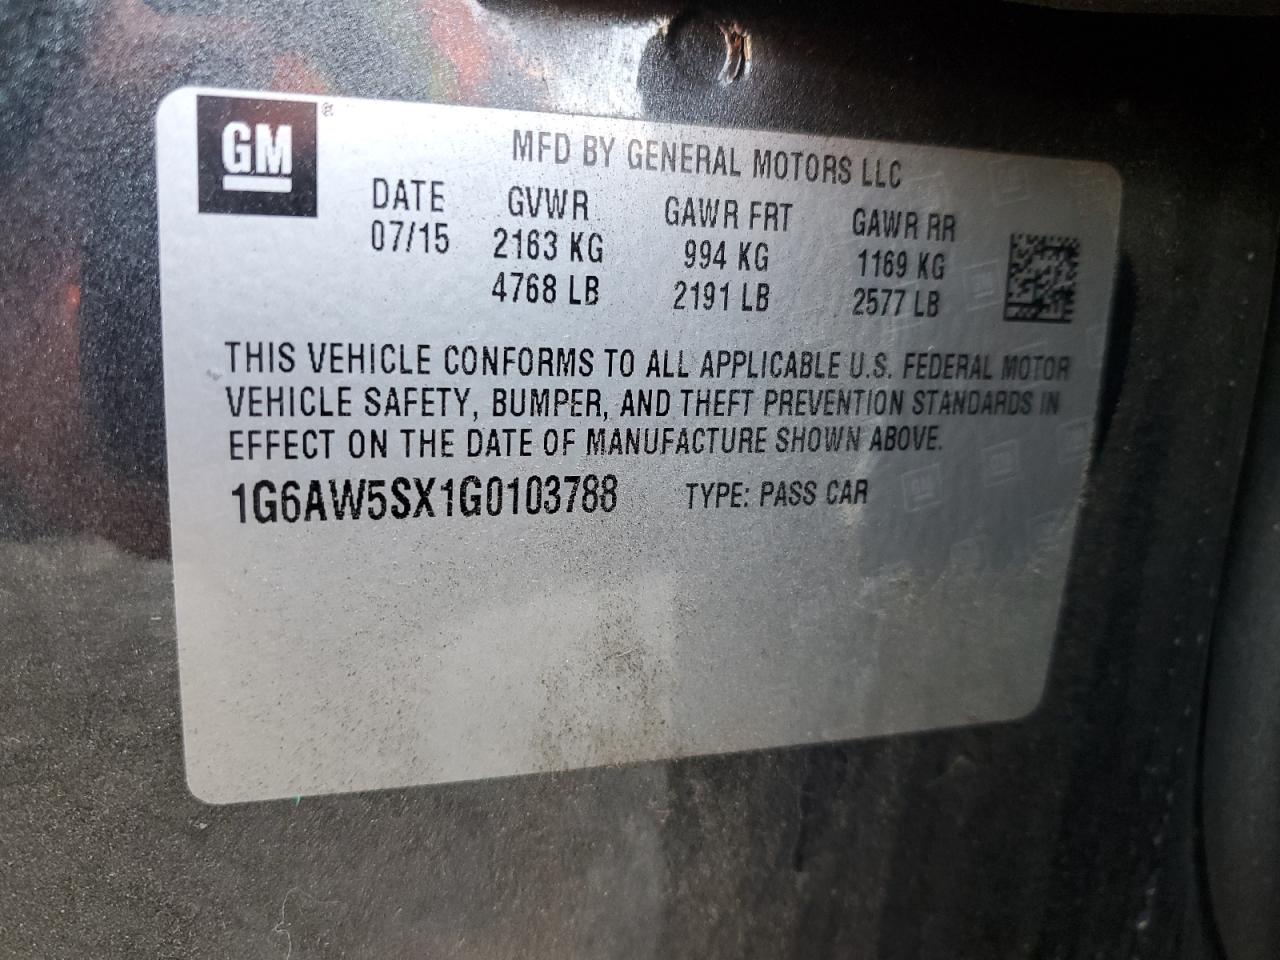 GM®
MFD BY GENERAL MOTORS LLC
DATE GVWR GAWR FRT GAWR RR
07/15 2163 KG 994 KG 1169 KG
4768 LB 2191 LB 2577 LB
THIS VEHICLE CONFORMS TO ALL APPLICABLE U.S. FEDERAL MOTOR
VEHICLE SAFETY, BUMPER, AND THEFT PREVENTION STANDARDS IN
EFFECT ON THE DATE OF MANUFACTURE SHOWN ABOVE.
1G6AW5SX1G0103788 TYPE: PASS CAR